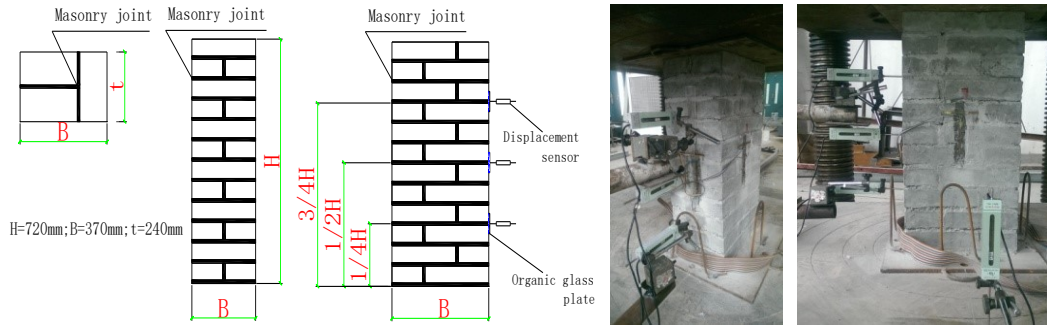 Masonry joint
Masonry joint
Masonry joint
t
B
H=720mm;B=370mm;t=240mm
H
B
3/4H
1/2H
1/4H
B
Displacement
sensor
Organic glass
plate